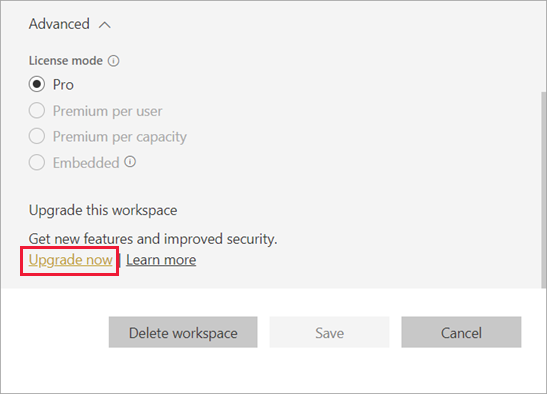 Advanced
License mode
Pro
Premium per user
Premium per capacity
Embedded
Upgrade this workspace
Get new features and improved security.
Upgrade now | Learn more
Delete workspace Save Cancel